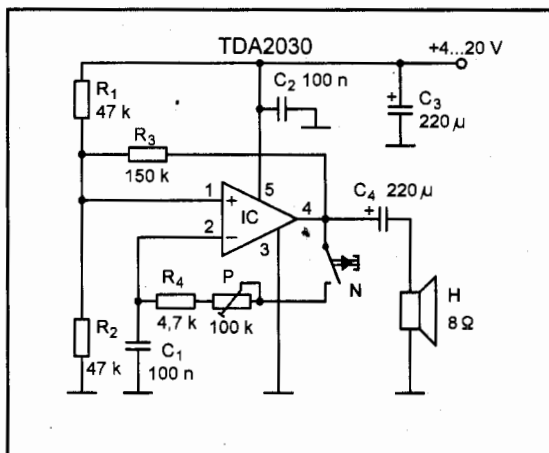 TDA2030
+4...20 V
C2 100 n
R1
47 k
+
C3
220 µ
R3
150 k
5
C4 220 µ
1
+
IC
4
+
2
−
3
R4
P
N
H
8 Ω
4,7 k
100 k
R2
47 k
C1
100 n